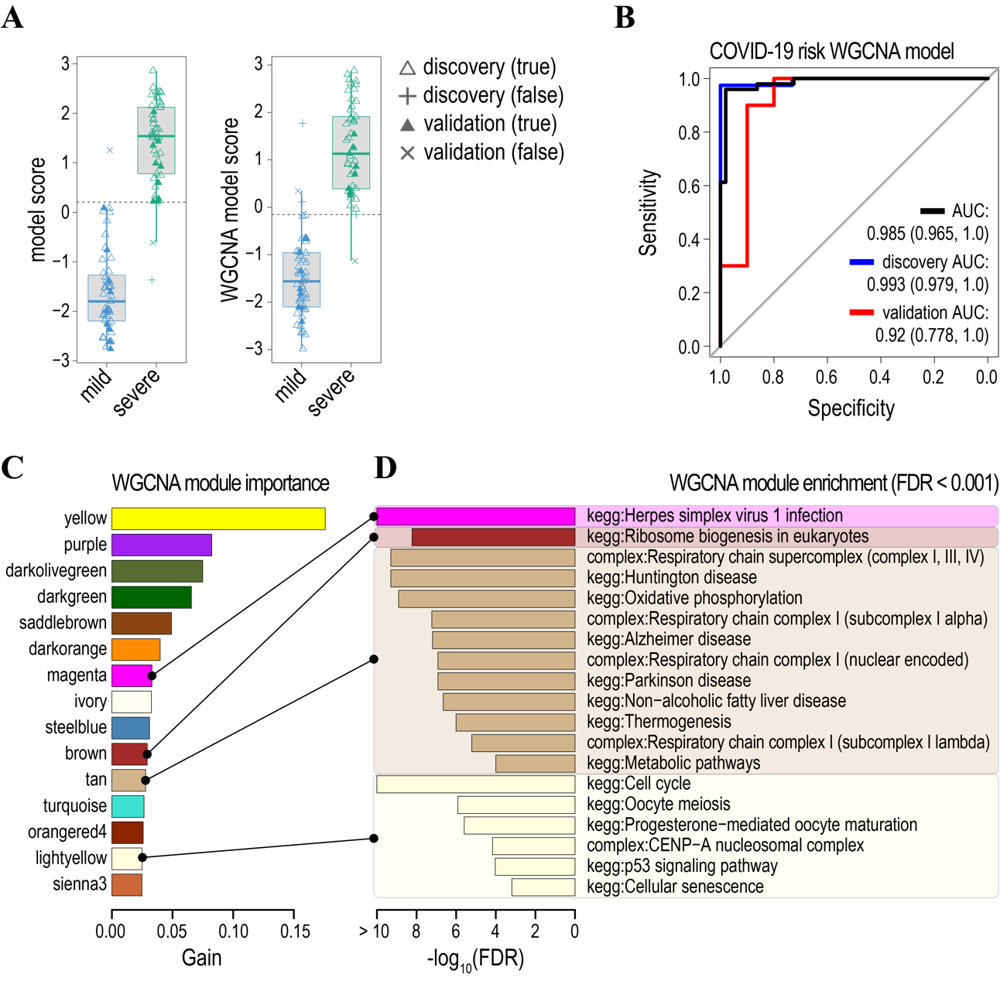 A
3
2
1
0
−1
−2
−3
model score
mild
severe
3
2
1
0
−1
−2
−3
WGCNA model score
mild
severe
discovery (true)
discovery (false)
validation (true)
validation (false)
B
COVID-19 risk WGCNA model
1.0
0.8
0.6
0.4
0.2
0.0
Sensitivity
AUC:
0.985 (0.965, 1.0)
discovery AUC:
0.993 (0.979, 1.0)
validation AUC:
0.92 (0.778, 1.0)
1.0 0.8 0.6 0.4 0.2 0.0
Specificity
C
WGCNA module importance
yellow
purple
darkolivegreen
darkgreen
saddlebrown
darkorange
magenta
ivory
steelblue
brown
tan
turquoise
orangered4
lightyellow
sienna3
0.00 0.05 0.10 0.15
Gain
D
WGCNA module enrichment (FDR < 0.001)
kegg:Herpes simplex virus 1 infection
kegg:Ribosome biogenesis in eukaryotes
complex:Respiratory chain supercomplex (complex I, III, IV)
kegg:Huntington disease
kegg:Oxidative phosphorylation
complex:Respiratory chain complex I (subcomplex I alpha)
kegg:Alzheimer disease
complex:Respiratory chain complex I (nuclear encoded)
kegg:Parkinson disease
kegg:Non−alcoholic fatty liver disease
kegg:Thermogenesis
complex:Respiratory chain complex I (subcomplex I lambda)
kegg:Metabolic pathways
kegg:Cell cycle
kegg:Oocyte meiosis
kegg:Progesterone−mediated oocyte maturation
complex:CENP−A nucleosomal complex
kegg:p53 signaling pathway
kegg:Cellular senescence
> 10 8 6 4 2 0
-log10(FDR)